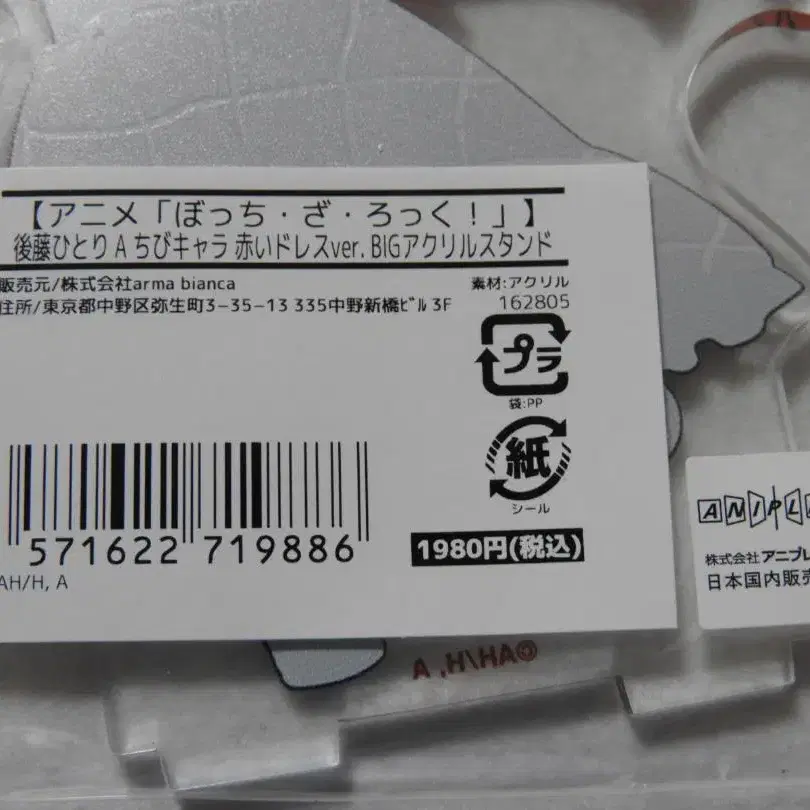 【アニメ「ぼっち・ざ・ろっく！」】
後藤ひとり A ちびキャラ 赤いドレスver. BIGアクリルスタンド
販売元/株式会社arma bianca
素材:アクリル
住所/東京都中野区弥生町3-35-13 335中野新橋ﾋﾞﾙ 3F
162805
プラ
袋:PP
紙
シール
571622 719886
1980円(税込)
AH/H, A
ANIPL
株式会社アニプレ
日本国内販売
©AH/H, A